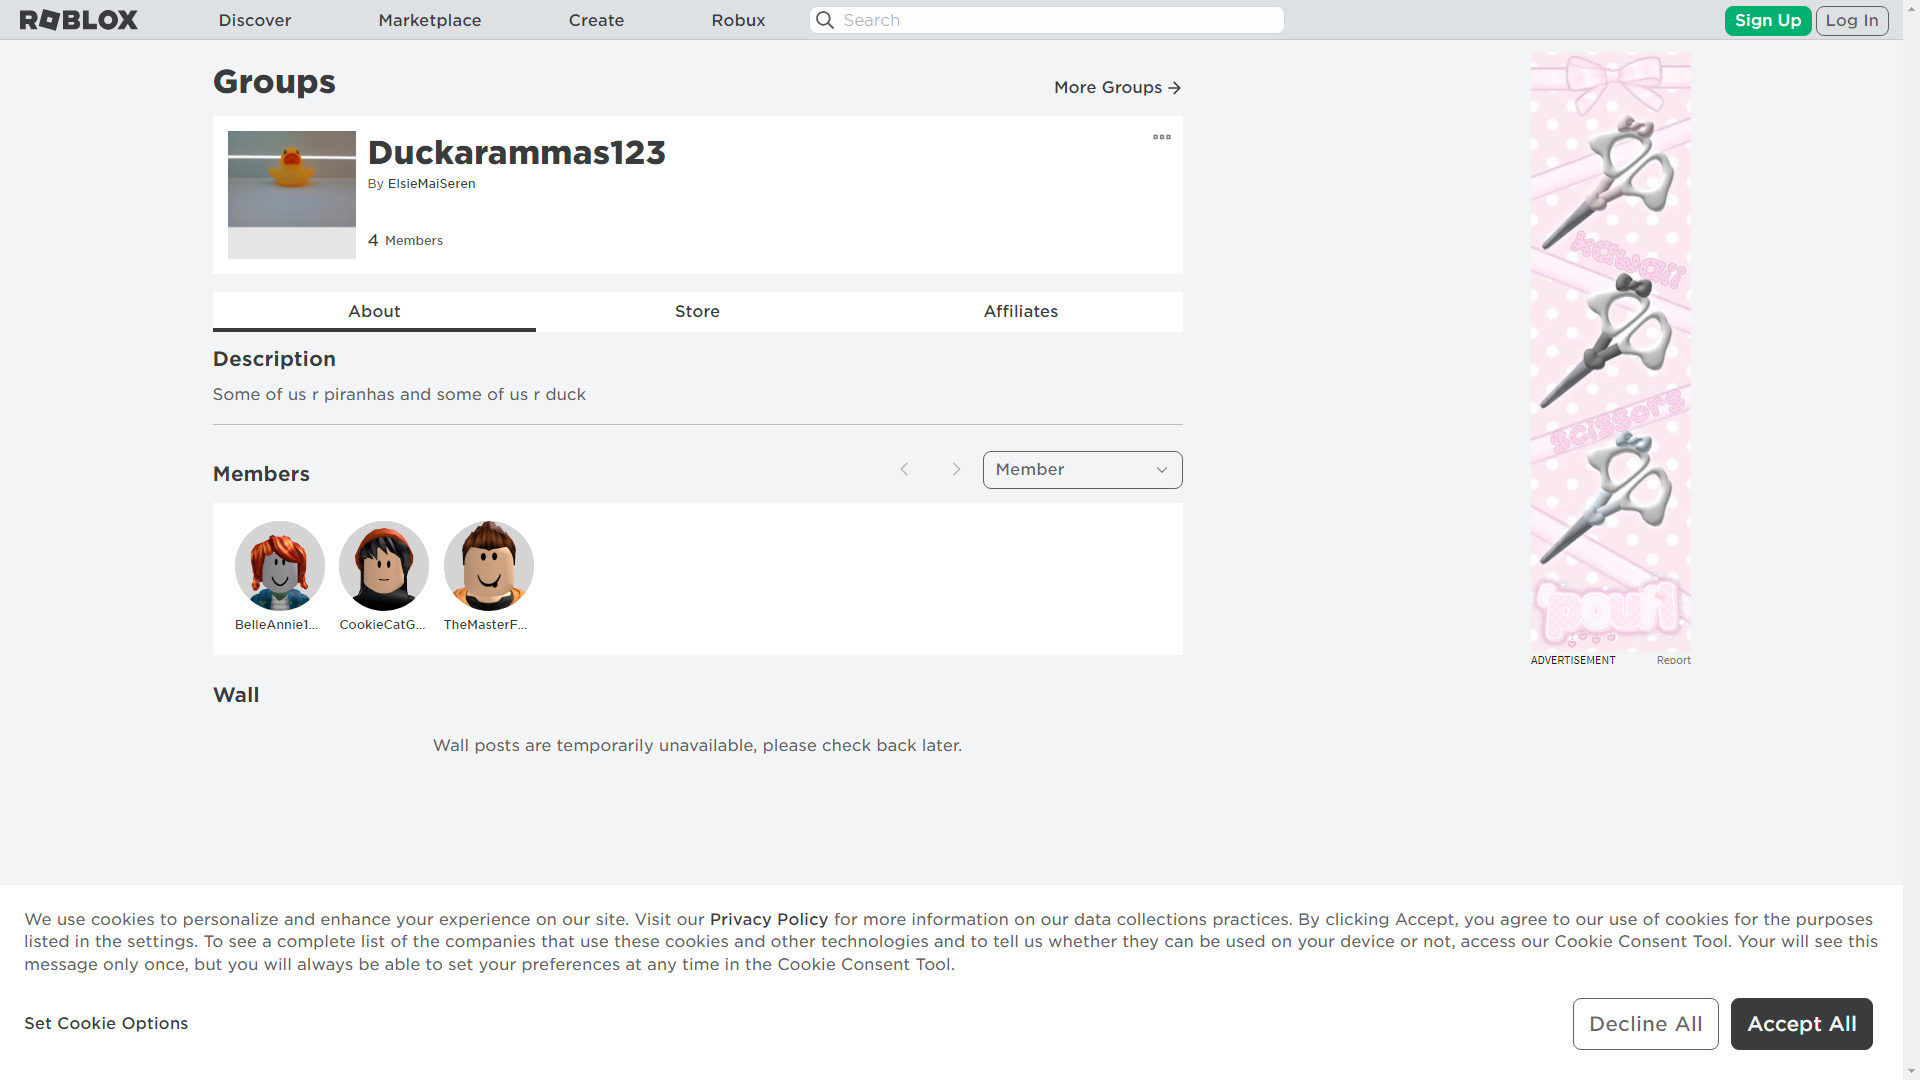 ROBLOX
Discover
Marketplace
Create
Robux
Search
Sign Up
Log In
Groups
More Groups
Duckarammas123
By ElsieMaiSeren
4 Members
About
Store
Affiliates
Description
Some of us r piranhas and some of us r duck
Members
Member
BelleAnnie1...
CookieCatG...
TheMasterF...
Wall
Wall posts are temporarily unavailable, please check back later.
kawaii
scissors
poufl
ADVERTISEMENT
Report
We use cookies to personalize and enhance your experience on our site. Visit our Privacy Policy for more information on our data collections practices. By clicking Accept, you agree to our use of cookies for the purposes
listed in the settings. To see a complete list of the companies that use these cookies and other technologies and to tell us whether they can be used on your device or not, access our Cookie Consent Tool. Your will see this
message only once, but you will always be able to set your preferences at any time in the Cookie Consent Tool.
Set Cookie Options
Decline All
Accept All